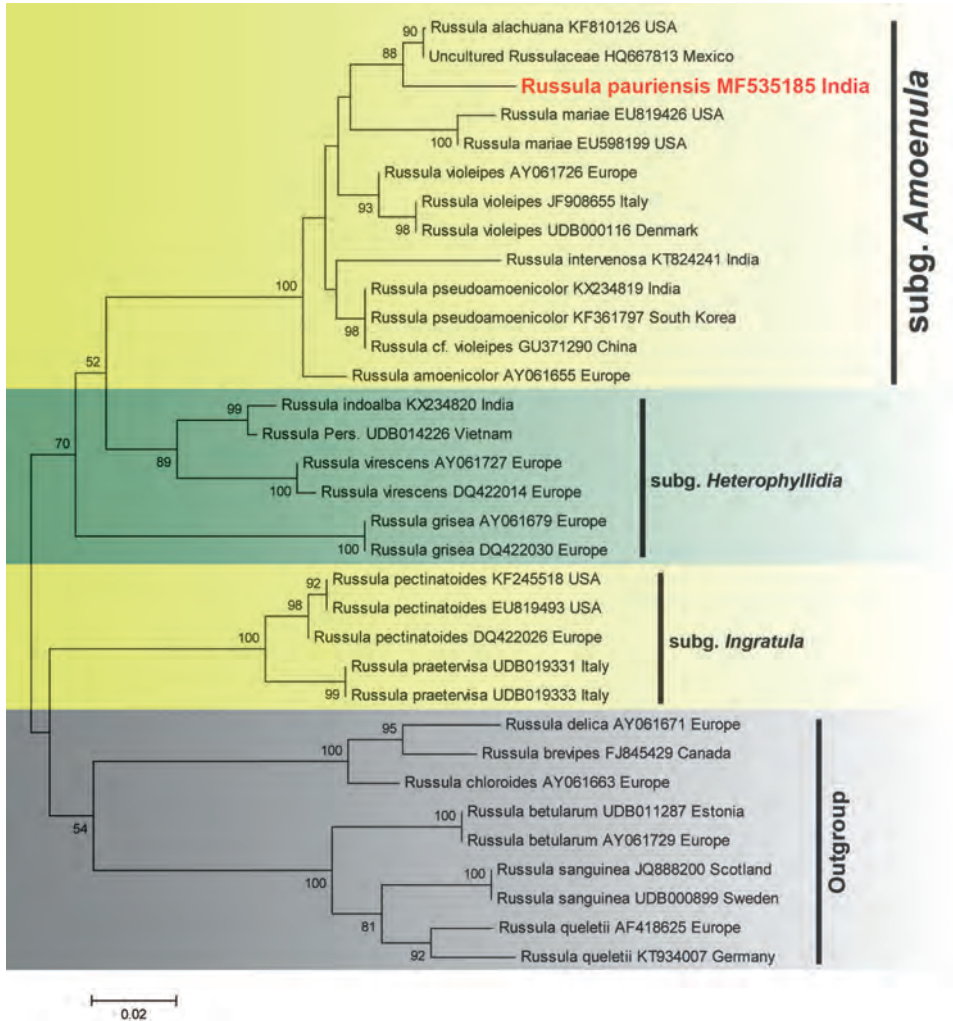 90
Russula alachuana KF810126 USA
Uncultured Russulaceae HQ667813 Mexico
88
Russula pauriensis MF535185 India
Russula mariae EU819426 USA
100
Russula mariae EU598199 USA
Russula violeipes AY061726 Europe
93
Russula violeipes JF908655 Italy
98
Russula violeipes UDB000116 Denmark
Russula intervenosa KT824241 India
100
Russula pseudoamoenicolor KX234819 India
Russula pseudoamoenicolor KF361797 South Korea
98
Russula cf. violeipes GU371290 China
Russula amoenicolor AY061655 Europe
subg. Amoenula
52
99
Russula indoalba KX234820 India
Russula Pers. UDB014226 Vietnam
70
89
Russula virescens AY061727 Europe
100
Russula virescens DQ422014 Europe
Russula grisea AY061679 Europe
100
Russula grisea DQ422030 Europe
subg. Heterophyllidia
92
Russula pectinatoides KF245518 USA
98
Russula pectinatoides EU819493 USA
100
Russula pectinatoides DQ422026 Europe
Russula praetervisa UDB019331 Italy
99
Russula praetervisa UDB019333 Italy
subg. Ingratula
95
Russula delica AY061671 Europe
100
Russula brevipes FJ845429 Canada
Russula chloroides AY061663 Europe
54
100
Russula betularum UDB011287 Estonia
Russula betularum AY061729 Europe
100
100
Russula sanguinea JQ888200 Scotland
Russula sanguinea UDB000899 Sweden
81
Russula queletii AF418625 Europe
92
Russula queletii KT934007 Germany
Outgroup
0.02